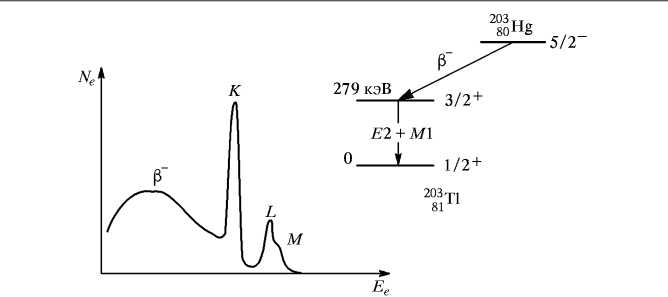 N_e
β⁻
K
L
M
E_e
²⁰³₈₀Hg
5/2⁻
β⁻
279 кэВ
3/2⁺
E2 + M1
0
1/2⁺
²⁰³₈₁Tl